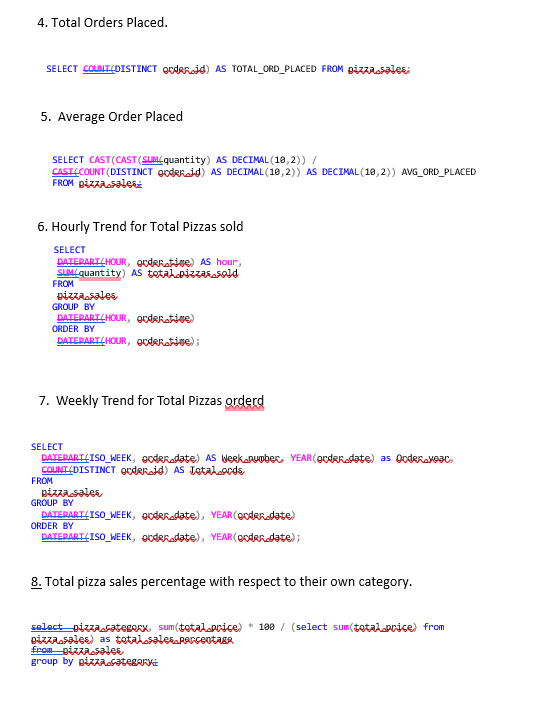 4. Total Orders Placed.
SELECT COUNT(DISTINCT order_id) AS TOTAL_ORD_PLACED FROM pizza_sales;
5. Average Order Placed
SELECT CAST(CAST(SUM(quantity) AS DECIMAL(10,2)) /
CAST(COUNT(DISTINCT order_id) AS DECIMAL(10,2)) AS DECIMAL(10,2)) AVG_ORD_PLACED
FROM pizza_sales;
6. Hourly Trend for Total Pizzas sold
SELECT
DATEPART(HOUR, order_time) AS hour,
SUM(quantity) AS total_pizzas_sold
FROM
pizza_sales
GROUP BY
DATEPART(HOUR, order_time)
ORDER BY
DATEPART(HOUR, order_time);
7. Weekly Trend for Total Pizzas orderd
SELECT
DATEPART(ISO_WEEK, order_date) AS Week_number, YEAR(order_date) as Order_year,
COUNT(DISTINCT order_id) AS Total_ords
FROM
pizza_sales
GROUP BY
DATEPART(ISO_WEEK, order_date), YEAR(order_date)
ORDER BY
DATEPART(ISO_WEEK, order_date), YEAR(order_date);
8. Total pizza sales percentage with respect to their own category.
select pizza_category, sum(total_price) * 100 / (select sum(total_price) from
pizza_sales) as total_sales_percentage
from pizza_sales
group by pizza_category;